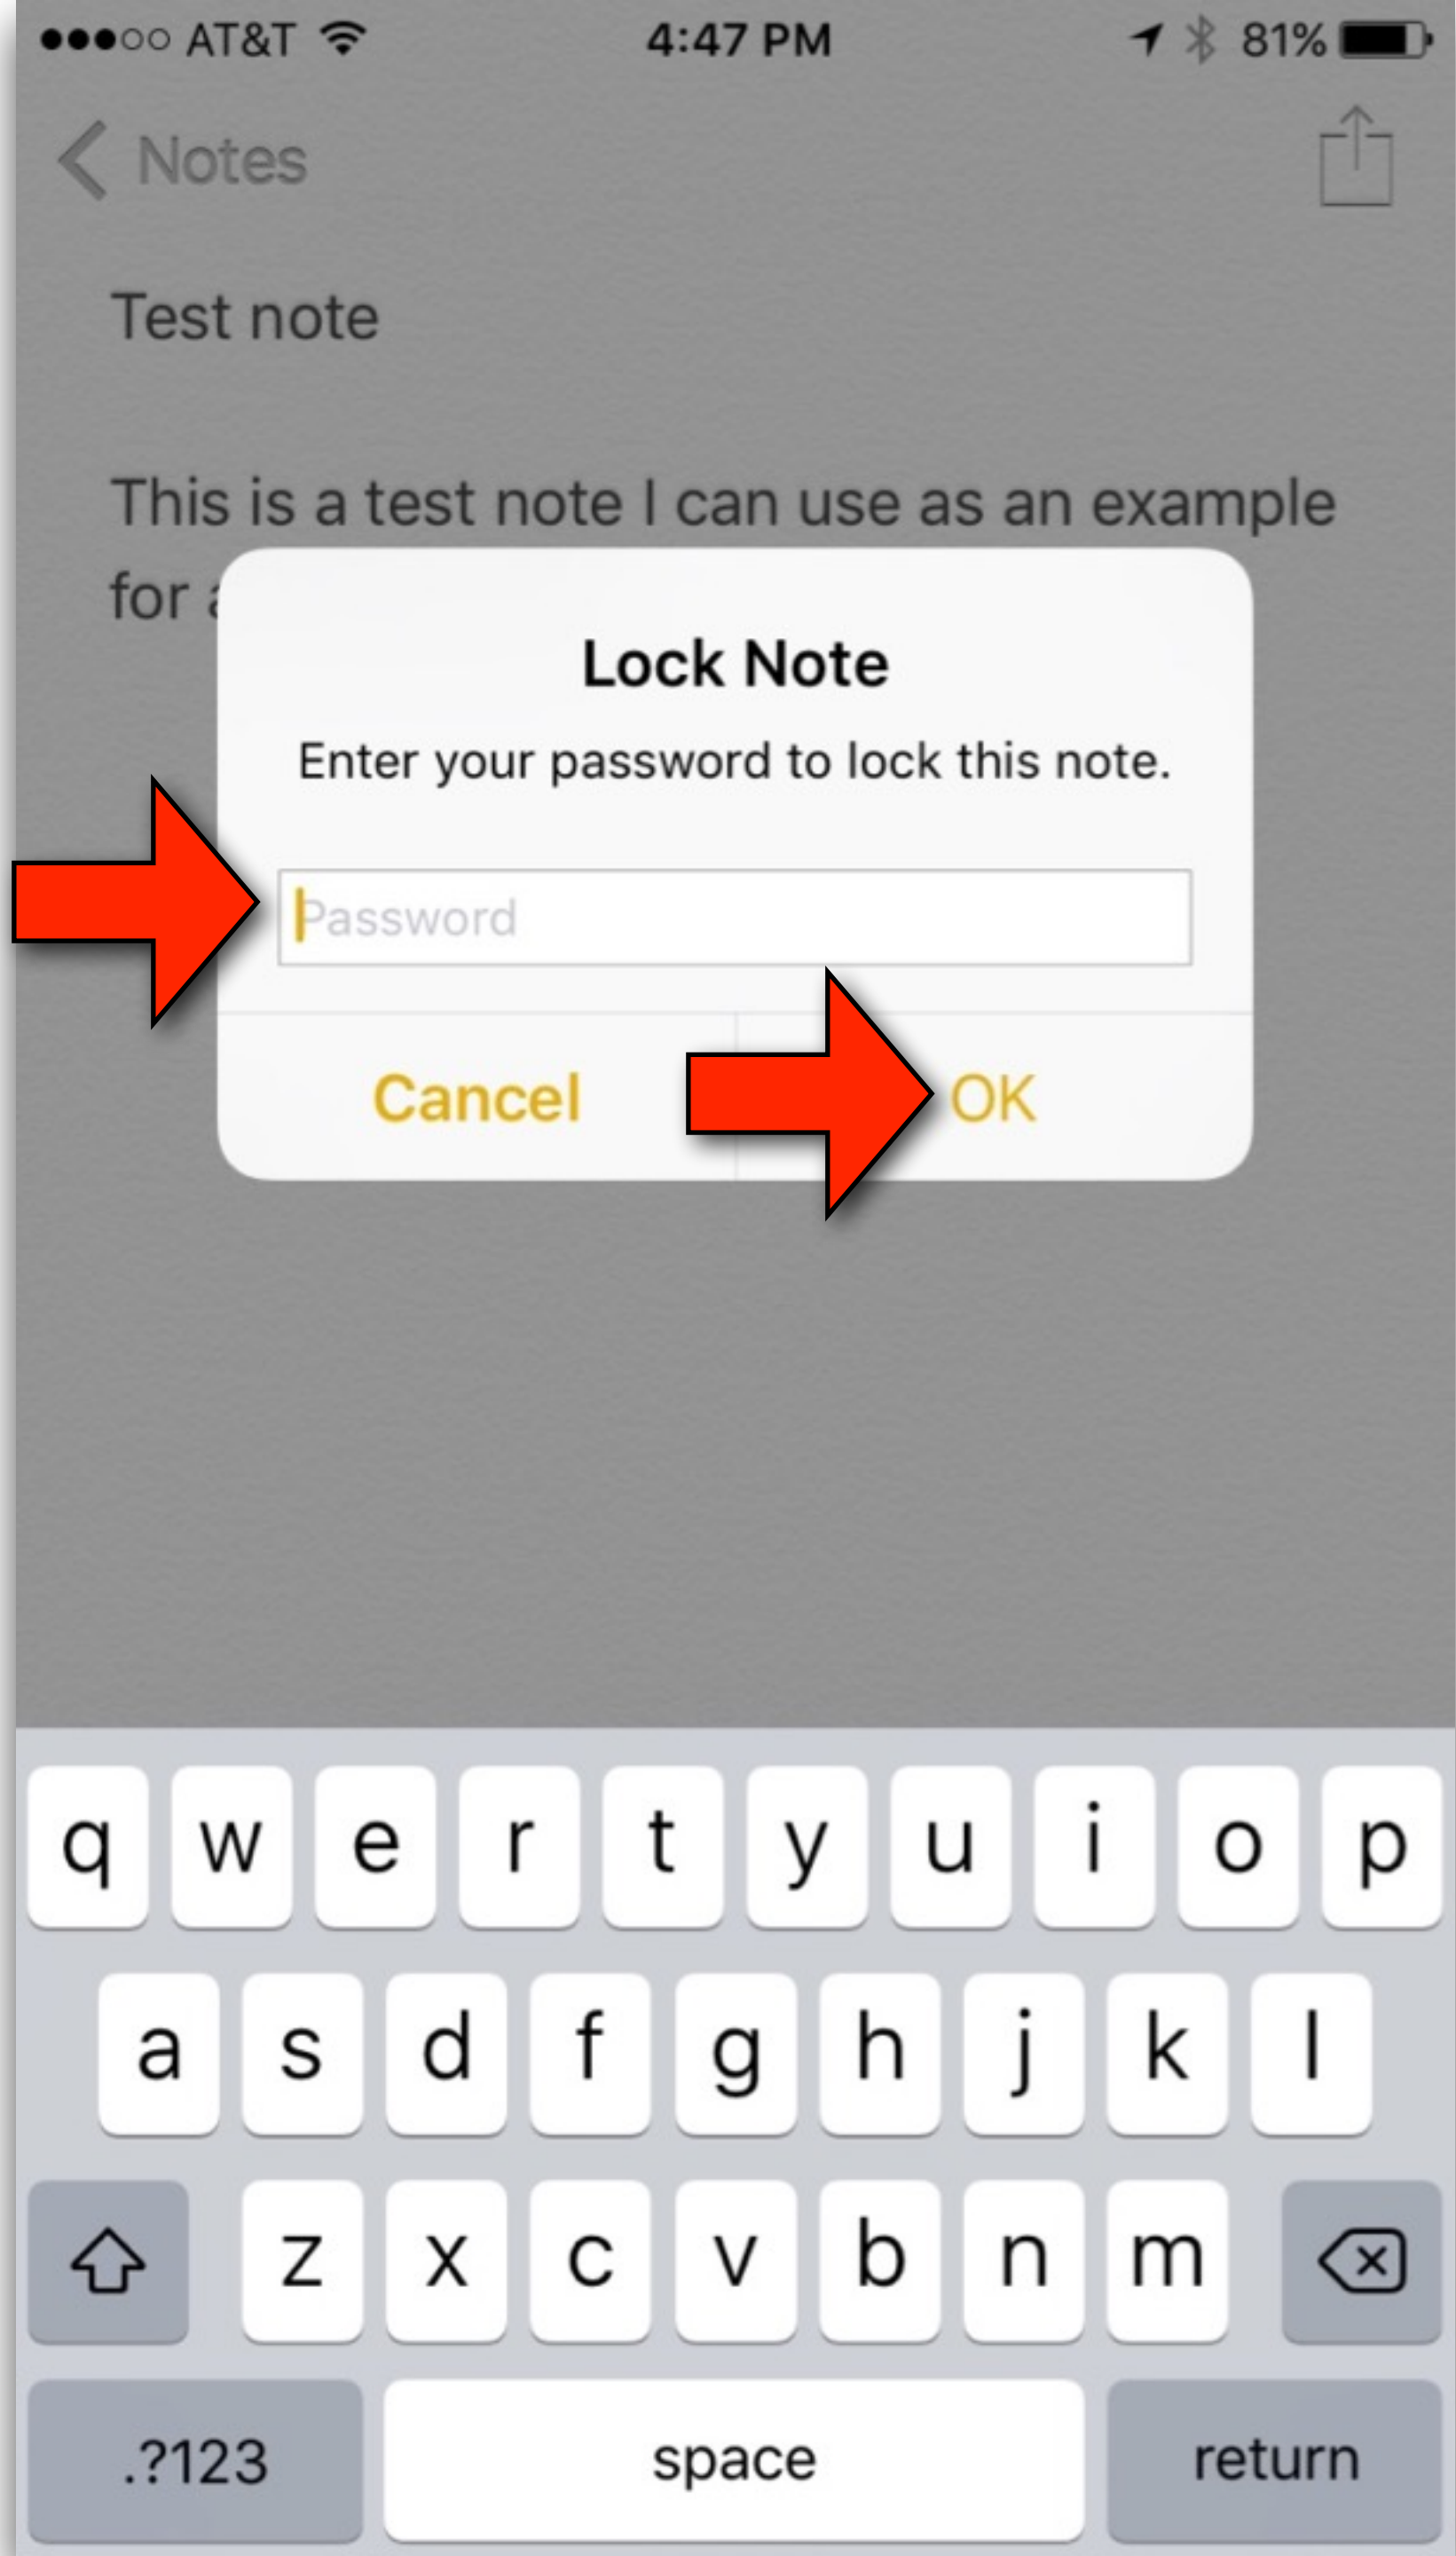 AT&T 4:47 PM 81%
Notes
Test note
This is a test note I can use as an example
for
Lock Note
Enter your password to lock this note.
Password
Cancel OK
q w e r t y u i o p
a s d f g h j k l
z x c v b n m
.?123 space return